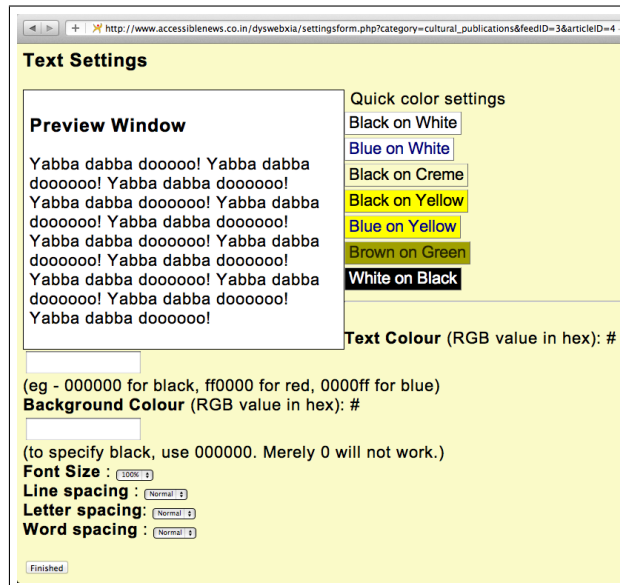 http://www.accessiblenews.co.in/dyswebxia/settingsform.php?category=cultural_publications&feedID=3&articleID=4
Text Settings
Preview Window
Yabba dabba dooooo! Yabba dabba
doooooo! Yabba dabba doooooo!
Yabba dabba doooooo! Yabba dabba
doooooo! Yabba dabba doooooo!
Yabba dabba doooooo! Yabba dabba
doooooo! Yabba dabba doooooo!
Yabba dabba doooooo! Yabba dabba
doooooo! Yabba dabba doooooo!
Yabba dabba doooooo!
Quick color settings
Black on White
Blue on White
Black on Creme
Black on Yellow
Blue on Yellow
Brown on Green
White on Black
Text Colour (RGB value in hex): #
(eg - 000000 for black, ff0000 for red, 0000ff for blue)
Background Colour (RGB value in hex): #
(to specify black, use 000000. Merely 0 will not work.)
Font Size : 100%
Line spacing : Normal
Letter spacing: Normal
Word spacing : Normal
Finished